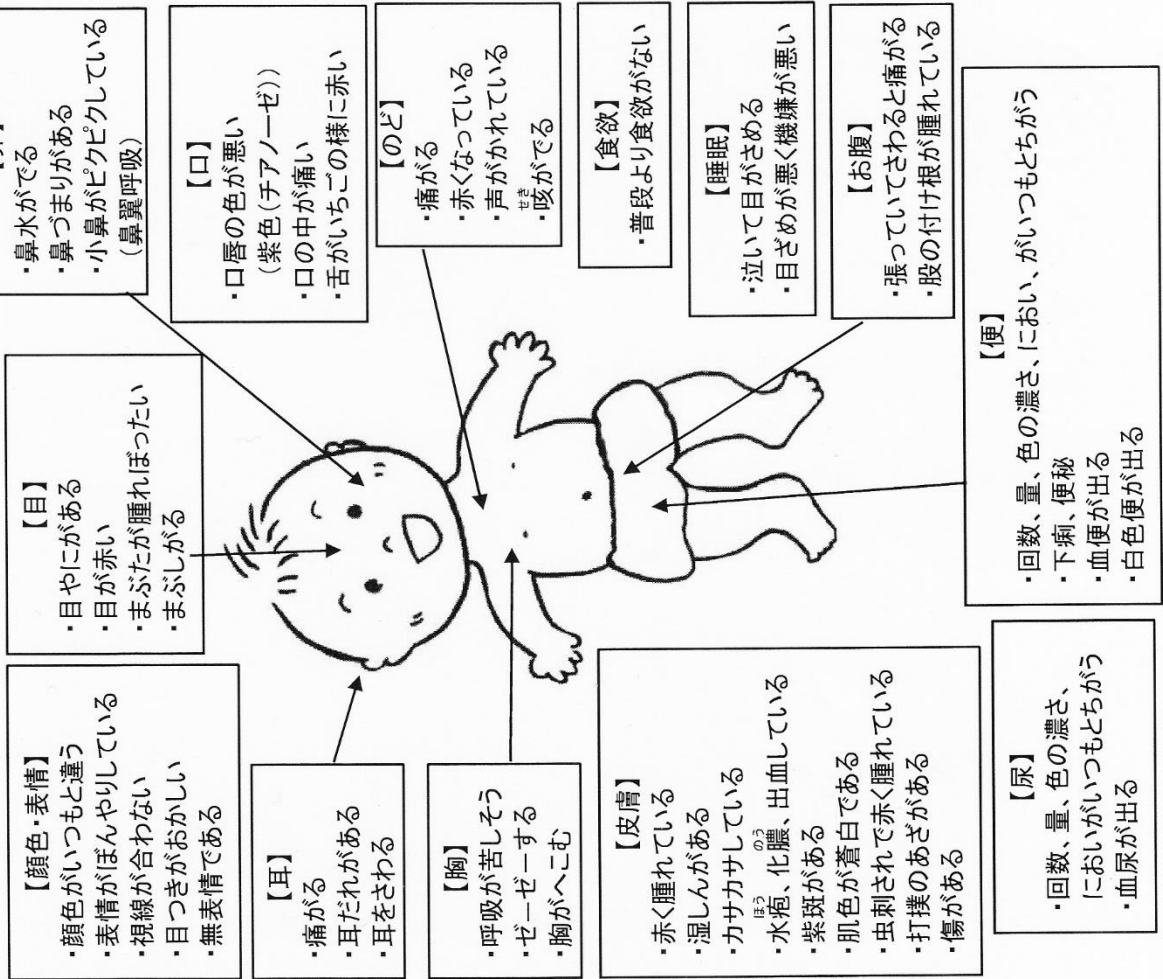 【顔色・表情】
・顔色がいつもと違う
・表情がぼんやりしている
・視線が合わない
・目つきがおかしい
・無表情である
【目】
・目やにがある
・目が赤い
・まぶたが腫れぼったい
・まぶしがる
・鼻水がでる
・鼻づまりがある
・小鼻がピクピクしている
(鼻翼呼吸)
【耳】
・痛がる
・耳だれがある
・耳をさわる
【口】
・口唇の色が悪い
(紫色(チアノーゼ))
・口の中が痛い
・舌がいちごの様に赤い
【胸】
・呼吸が苦しそう
・ゼーゼーする
・胸がへこむ
【のど】
・痛がる
・赤くなっている
・声がかれている
せき
・咳がでる
【食欲】
・普段より食欲がない
【睡眠】
・泣いて目がさめる
・目ざめが悪く機嫌が悪い
【皮膚】
・赤く腫れている
・湿しんがある
・カサカサしている
ほう のう
・水疱、化膿、出血している
・紫斑がある
・肌色が蒼白である
・虫刺されで赤く腫れている
・打撲のあざがある
・傷がある
【お腹】
・張っていてさわると痛がる
・股の付け根が腫れている
【尿】
・回数、量、色の濃さ、
においがいつもとちがう
・血尿が出る
【便】
・回数、量、色の濃さ、におい、がいつもとちがう
・下痢、便秘
・血便が出る
・白色便が出る